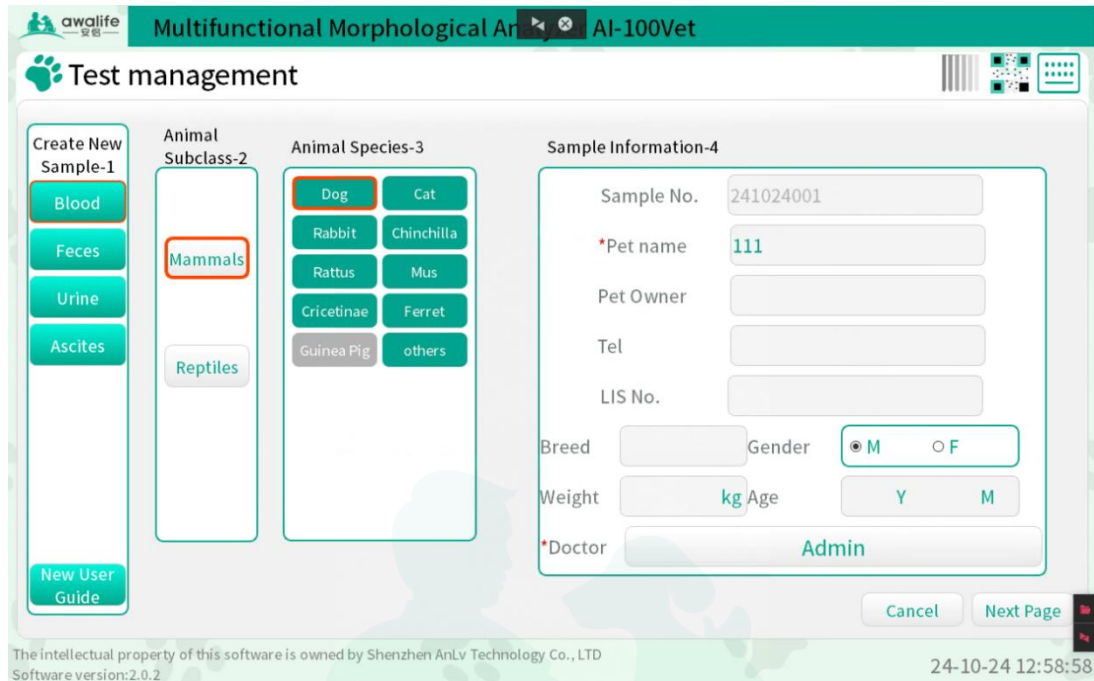 awalife
安侣
Multifunctional Morphological An AI-100Vet
Test management
Create New
Sample-1
Blood
Feces
Urine
Ascites
New User
Guide
Animal
Subclass-2
Mammals
Reptiles
Animal Species-3
Dog Cat
Rabbit Chinchilla
Rattus Mus
Cricetinae Ferret
Guinea Pig others
Sample Information-4
Sample No. 241024001
*Pet name 111
Pet Owner
Tel
LIS No.
Breed Gender M F
Weight kg Age Y M
*Doctor Admin
Cancel Next Page
The intellectual property of this software is owned by Shenzhen AnLv Technology Co., LTD
Software version:2.0.2
24-10-24 12:58:58